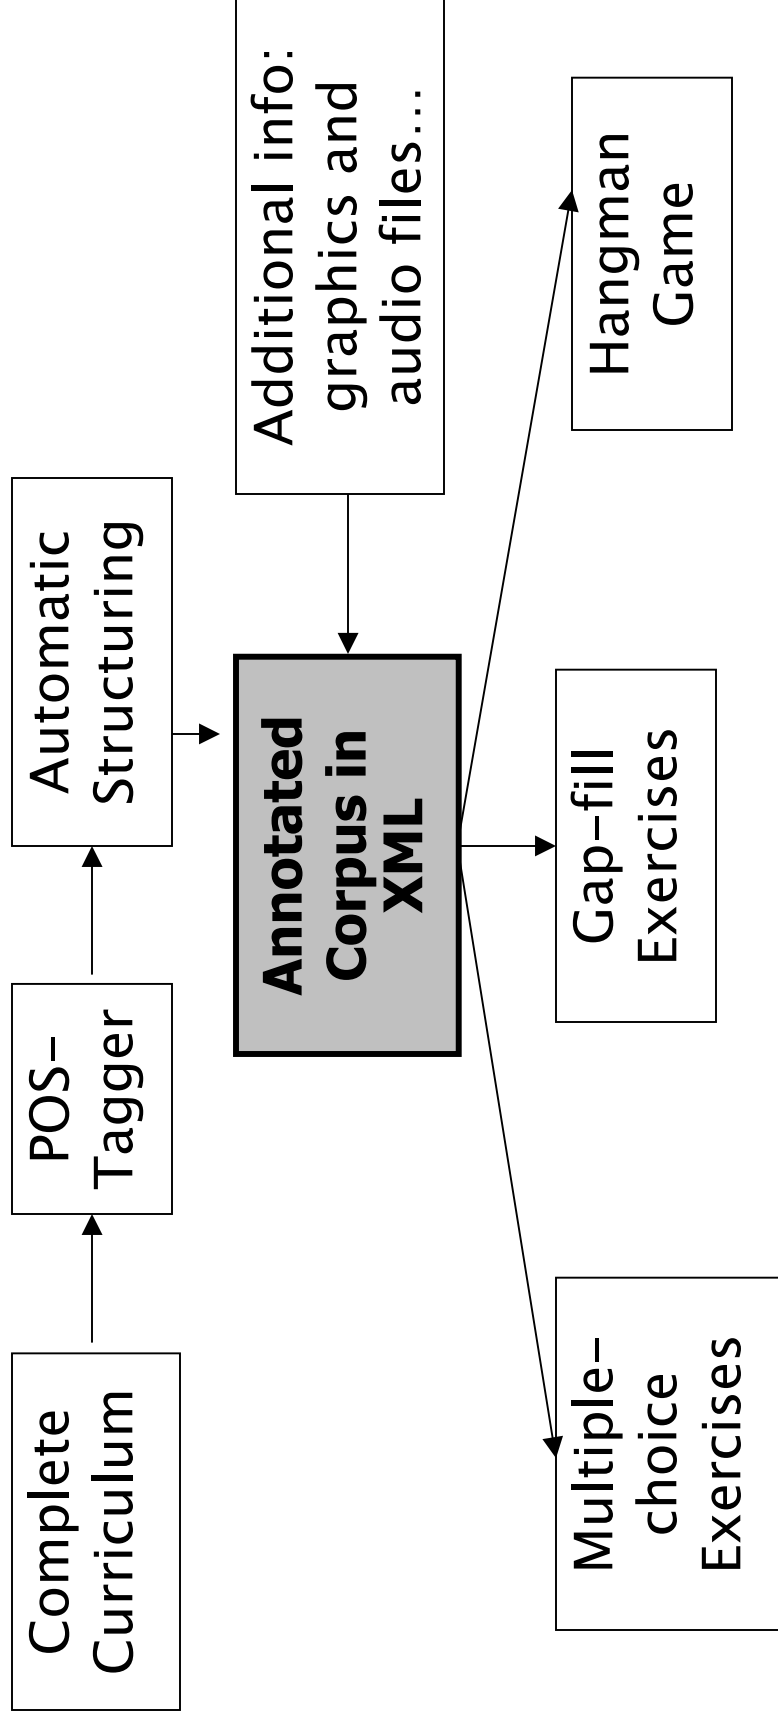 Complete
Curriculum
POS-
Tagger
Automatic
Structuring
Additional info:
graphics and
audio files...
Annotated
Corpus in
XML
Multiple-
choice
Exercises
Gap-fill
Exercises
Hangman
Game